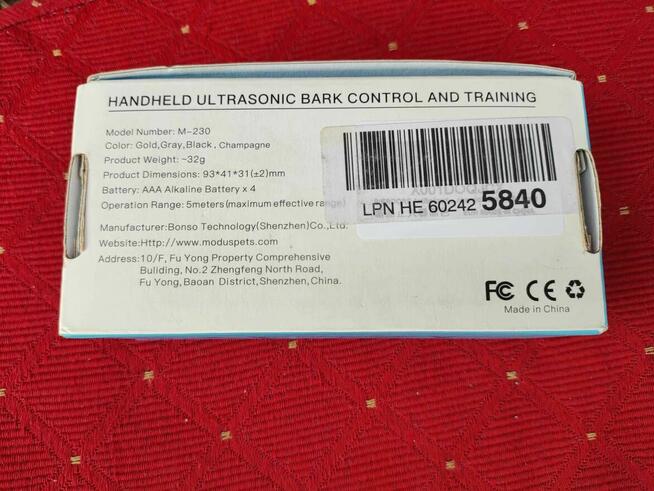 HANDHELD ULTRASONIC BARK CONTROL AND TRAINING
Model Number: M-230
Color: Gold,Gray,Black , Champagne
Product Weight: ~32g
Product Dimensions: 93*41*31(±2)mm
Battery: AAA Alkaline Battery x 4
Operation Range: 5meters(maximum effective range)
Manufacturer:Bonso Technology(Shenzhen)Co.,Ltd.
Website:Http://www.moduspets.com
Address:10/F, Fu Yong Property Comprehensive
Buliding, No.2 Zhengfeng North Road,
Fu Yong, Baoan District,Shenzhen,China.
LPN HE 60242 5840
FC CE
Made in China